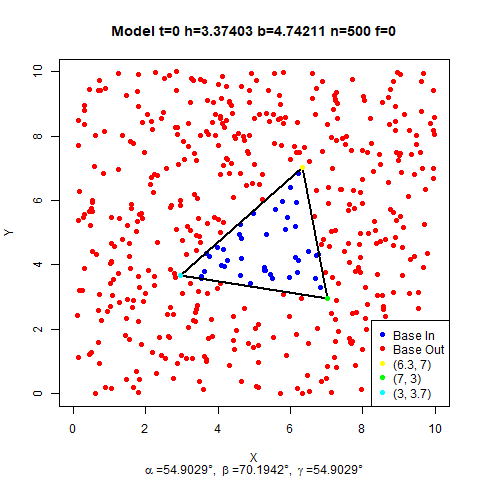 Model t=0 h=3.37403 b=4.74211 n=500 f=0
10
8
6
4
2
0
Y
Base In
Base Out
(6.3, 7)
(7, 3)
(3, 3.7)
0 2 4 6 8 10
X
α=54.9029°, β=70.1942°, γ=54.9029°